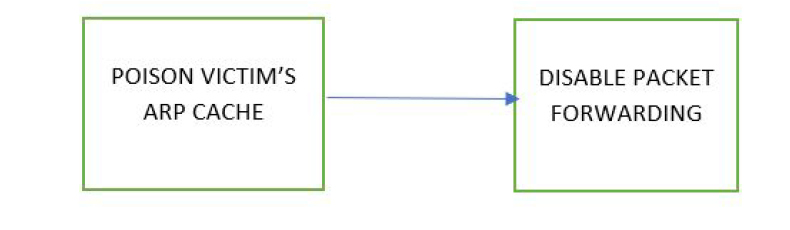 POISON VICTIM’S
ARP CACHE
DISABLE PACKET
FORWARDING